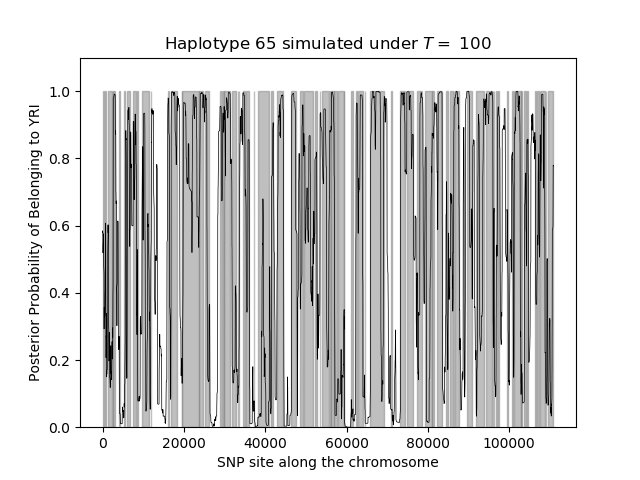 Haplotype 65 simulated under T = 100
Posterior Probability of Belonging to YRI
1.0
0.8
0.6
0.4
0.2
0.0
0 20000 40000 60000 80000 100000
SNP site along the chromosome